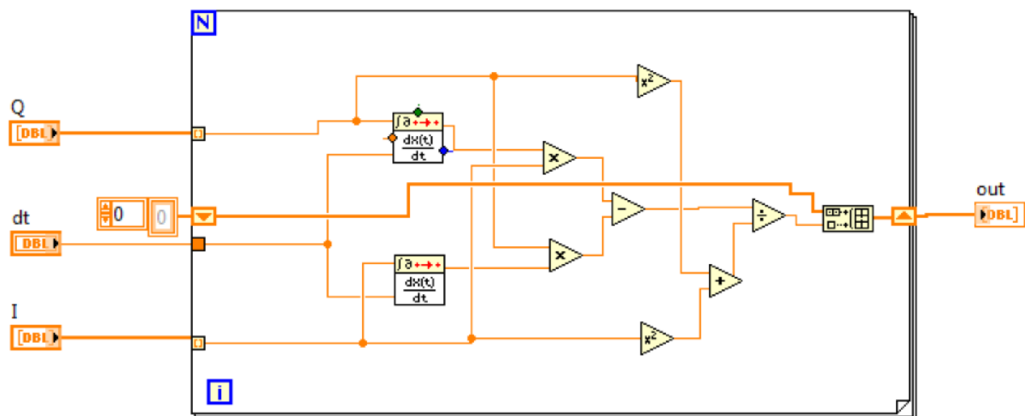 N
x²
Q
[DBL]
∫∂
dx(t)
dt
x
0
0
out
dt
−
÷
DBL]
DBL
∫∂
x
dx(t)
dt
+
I
[DBL]
x²
i